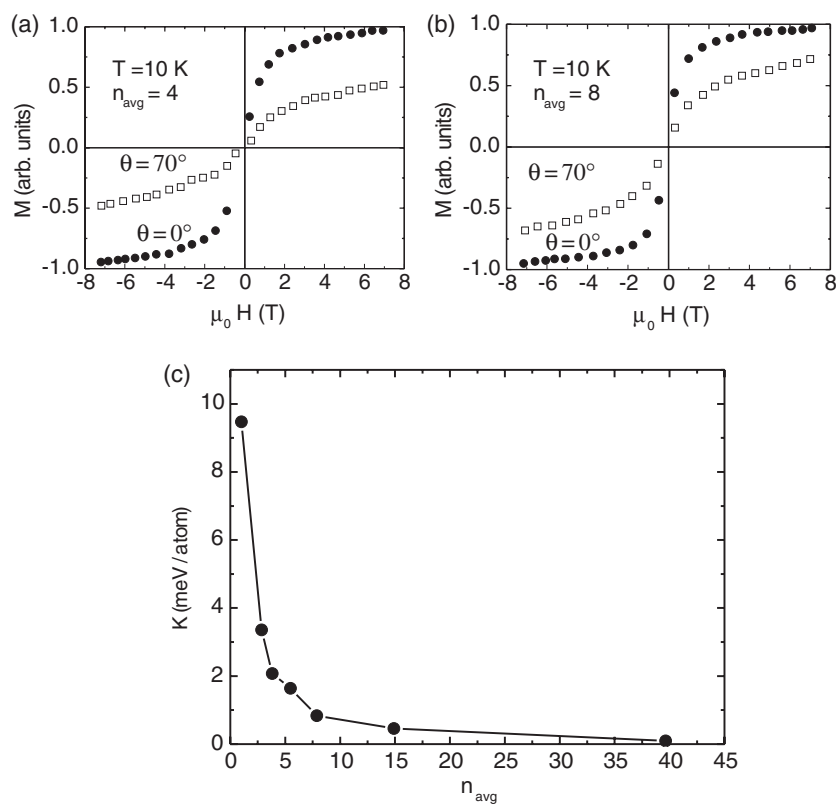 (a)
1.0
0.5
0.0
-0.5
-1.0
M (arb. units)
T =10 K
n_avg = 4
θ = 70°
θ = 0°
-8 -6 -4 -2 0 2 4 6 8
μ₀ H (T)
(b)
1.0
0.5
0.0
-0.5
-1.0
M (arb. units)
T =10 K
n_avg = 8
θ = 70°
θ = 0°
-8 -6 -4 -2 0 2 4 6 8
μ₀ H (T)
(c)
10
8
6
4
2
0
K (meV / atom)
0 5 10 15 20 25 30 35 40 45
n_avg